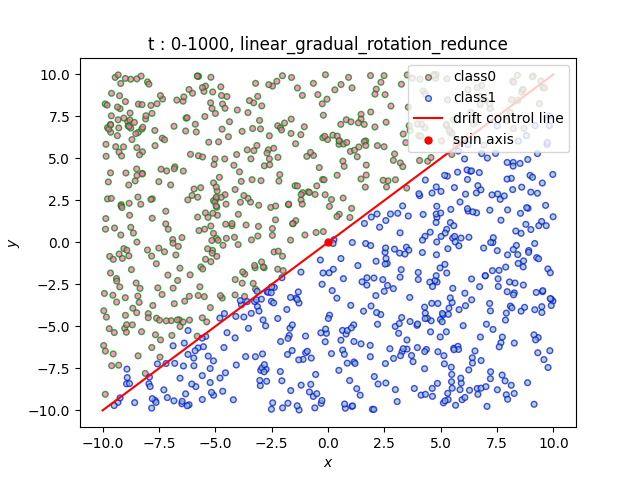 t : 0-1000, linear_gradual_rotation_redunce
class0
class1
drift control line
spin axis
10.0
7.5
5.0
2.5
0.0
−2.5
−5.0
−7.5
−10.0
y
−10.0 −7.5 −5.0 −2.5 0.0 2.5 5.0 7.5 10.0
x